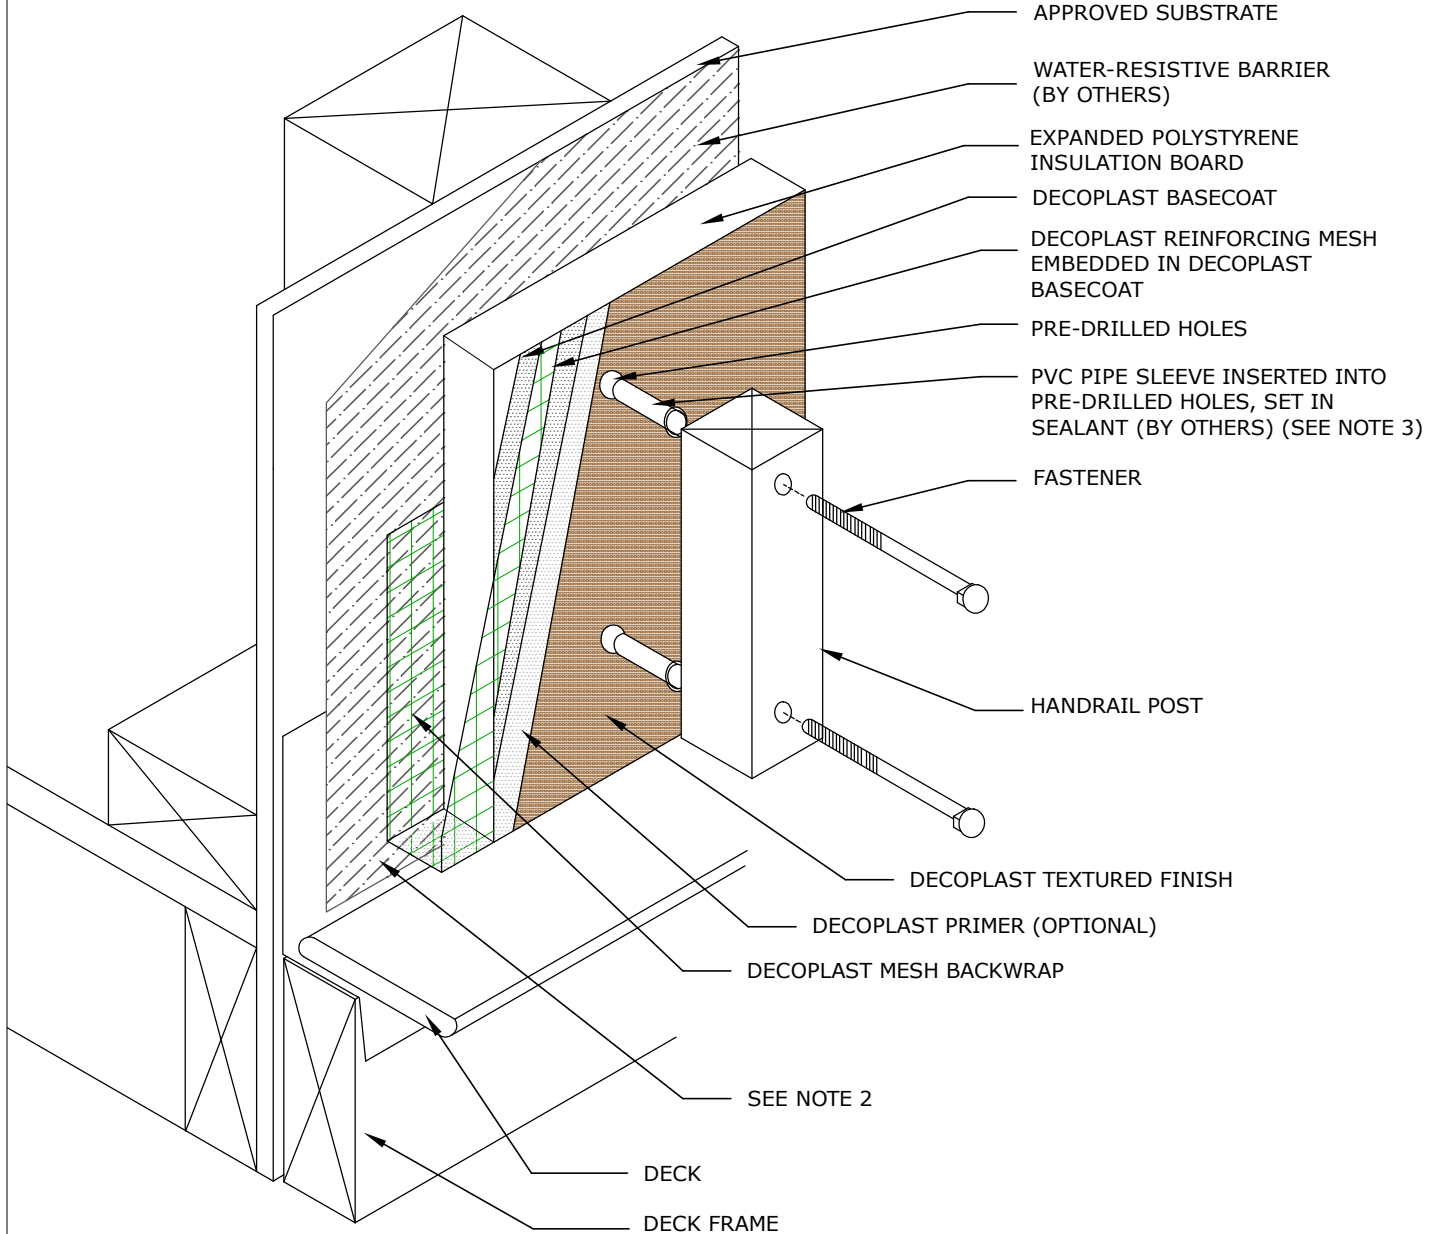 APPROVED SUBSTRATE
WATER-RESISTIVE BARRIER
(BY OTHERS)
EXPANDED POLYSTYRENE
INSULATION BOARD
DECOPLAST BASECOAT
DECOPLAST REINFORCING MESH
EMBEDDED IN DECOPLAST
BASECOAT
PRE-DRILLED HOLES
PVC PIPE SLEEVE INSERTED INTO
PRE-DRILLED HOLES, SET IN
SEALANT (BY OTHERS) (SEE NOTE 3)
FASTENER
HANDRAIL POST
DECOPLAST TEXTURED FINISH
DECOPLAST PRIMER (OPTIONAL)
DECOPLAST MESH BACKWRAP
SEE NOTE 2
DECK
DECK FRAME